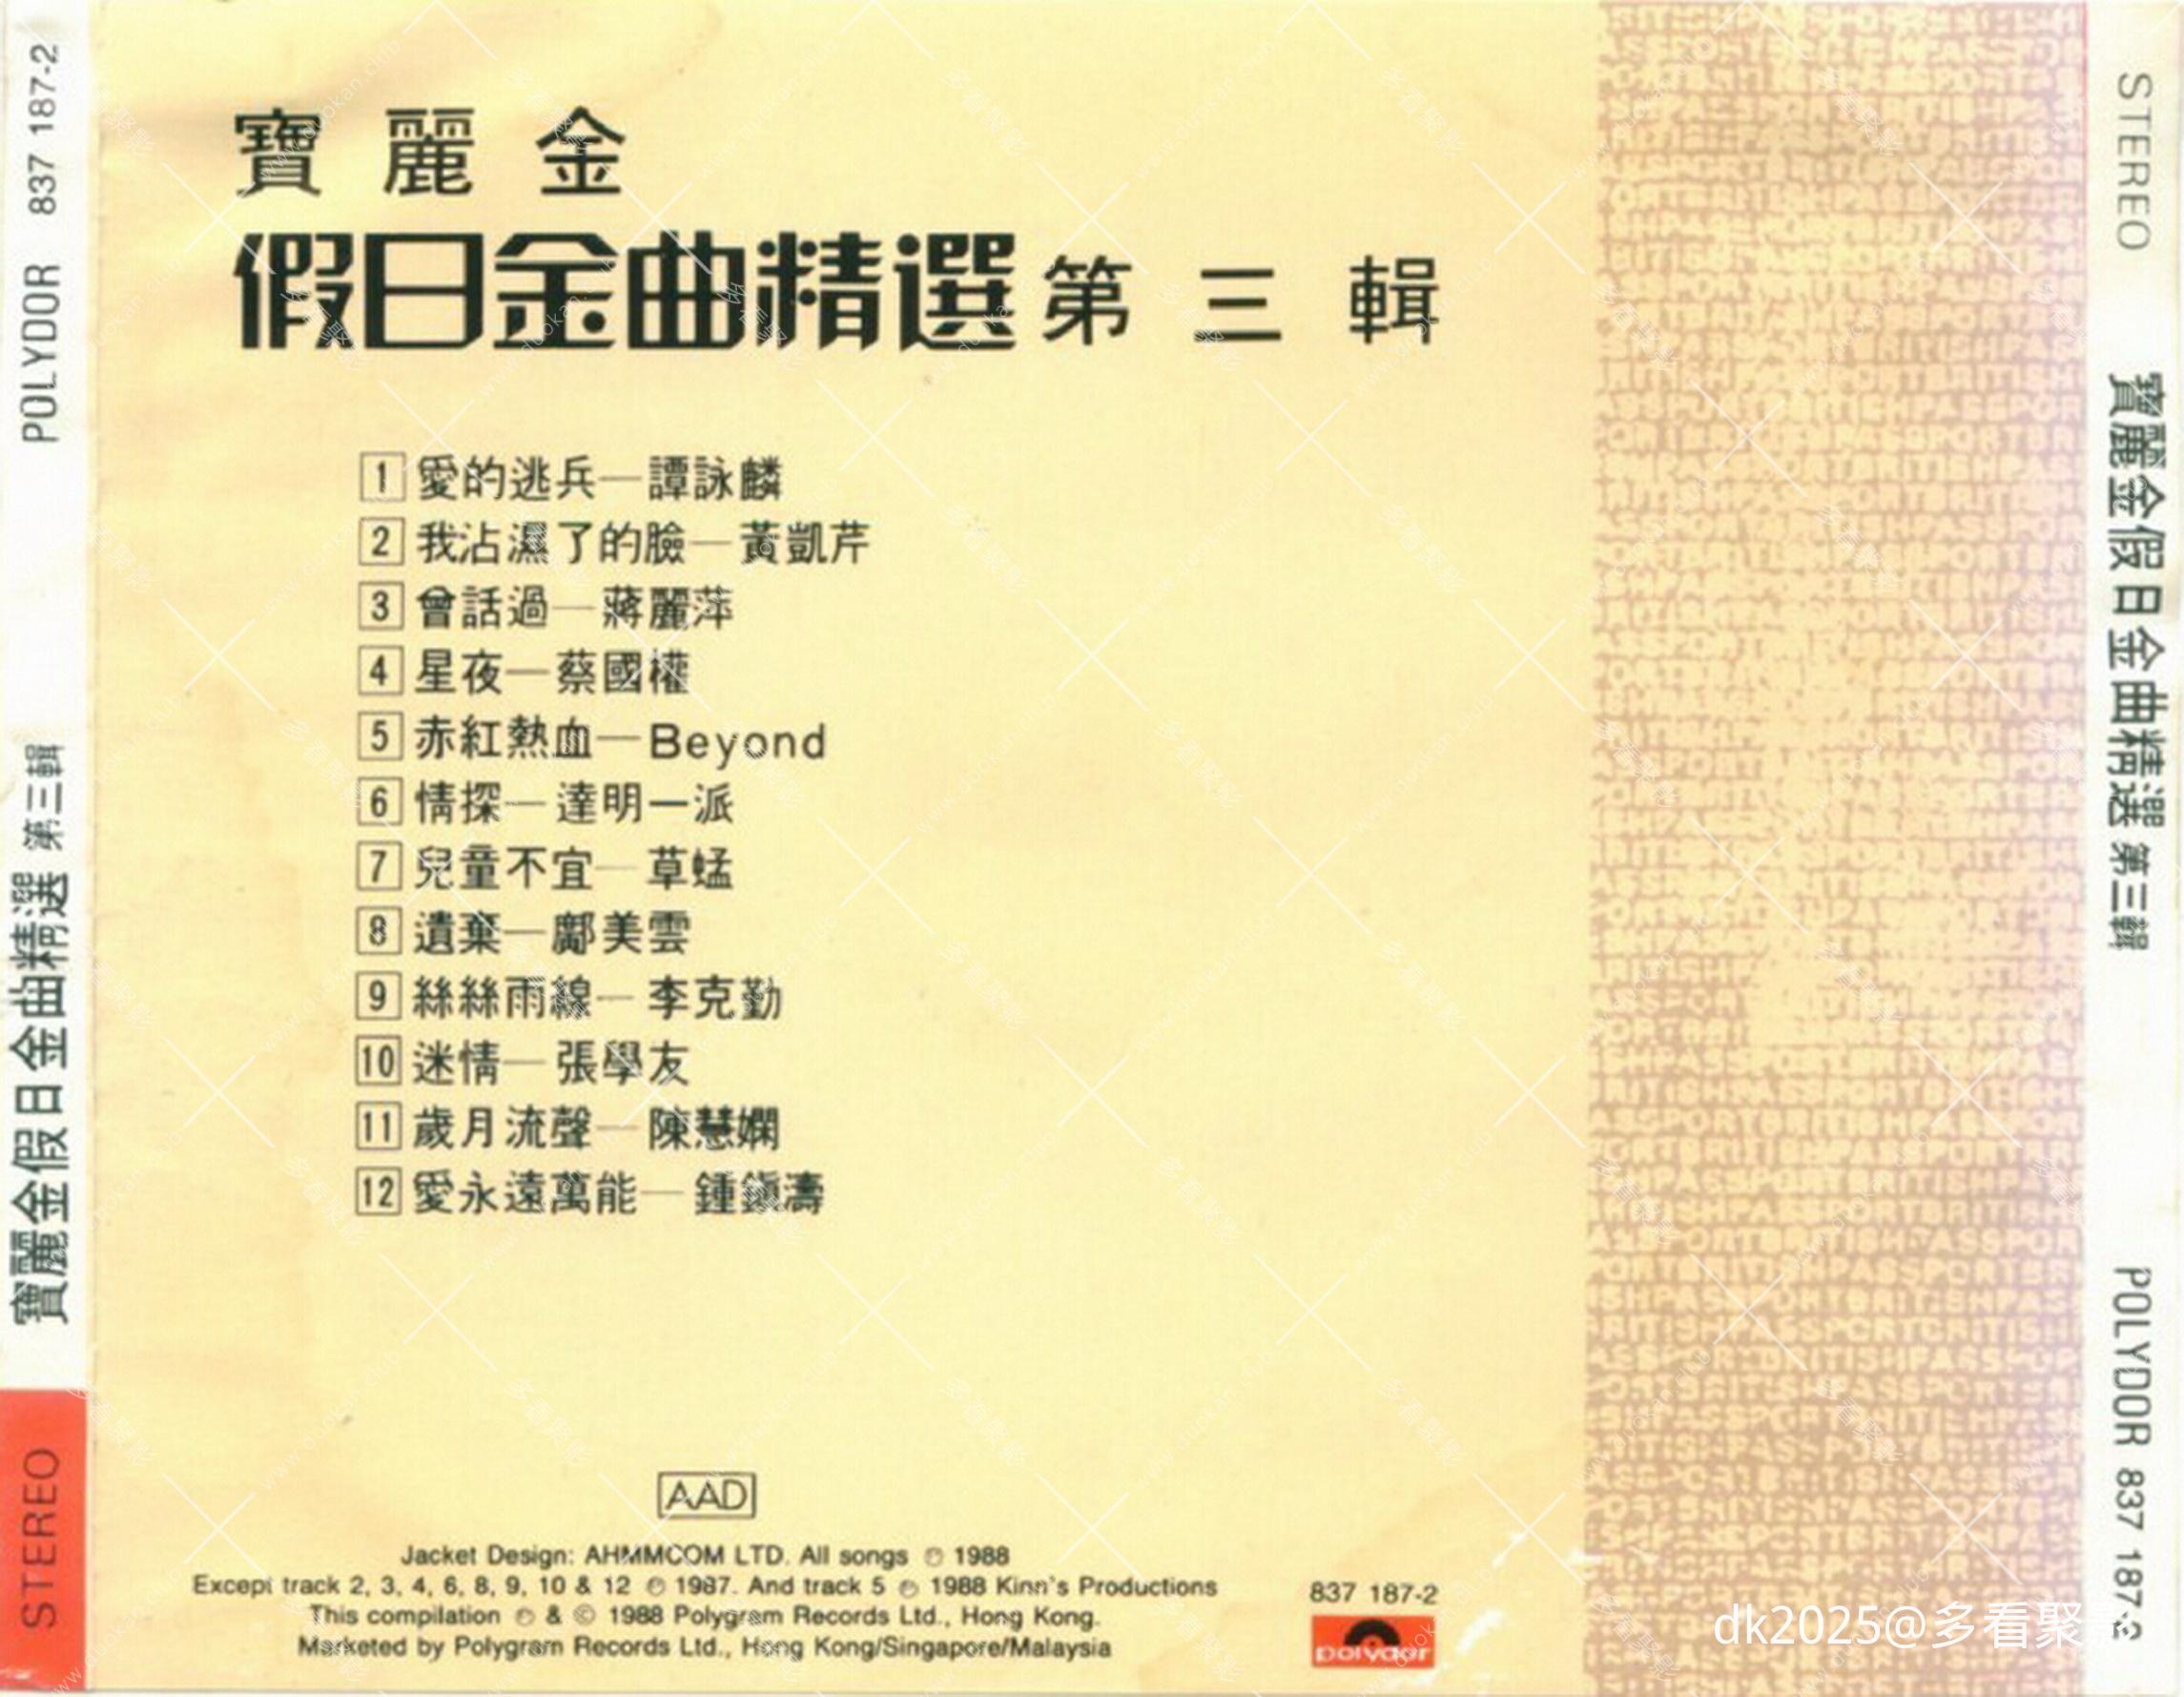 POLYDOR 837 187-2
寶麗金假日金曲精選 第三輯
STEREO
寶麗金
假日金曲精選 第三輯
1 愛的逃兵—譚詠麟
2 我沾濕了的臉—黃凱芹
3 曾話過—蔣麗萍
4 星夜—蔡國權
5 赤紅熱血—Beyond
6 情探—達明一派
7 兒童不宜—草蜢
8 遺棄—鄺美雲
9 絲絲雨線—李克勤
10 迷情—張學友
11 歲月流聲—陳慧嫻
12 愛永遠萬能—鍾鎮濤
AAD
Jacket Design: AHMMCOM LTD. All songs ℗ 1988
Except track 2, 3, 4, 6, 8, 9, 10 & 12 ℗ 1987. And track 5 ℗ 1988 Kinn's Productions
This compilation ℗ & © 1988 Polygram Records Ltd., Hong Kong.
Marketed by Polygram Records Ltd., Hong Kong/Singapore/Malaysia
837 187-2
polydor
STEREO
寶麗金假日金曲精選 第三輯
POLYDOR 837 187-2
dk2025@多看聚